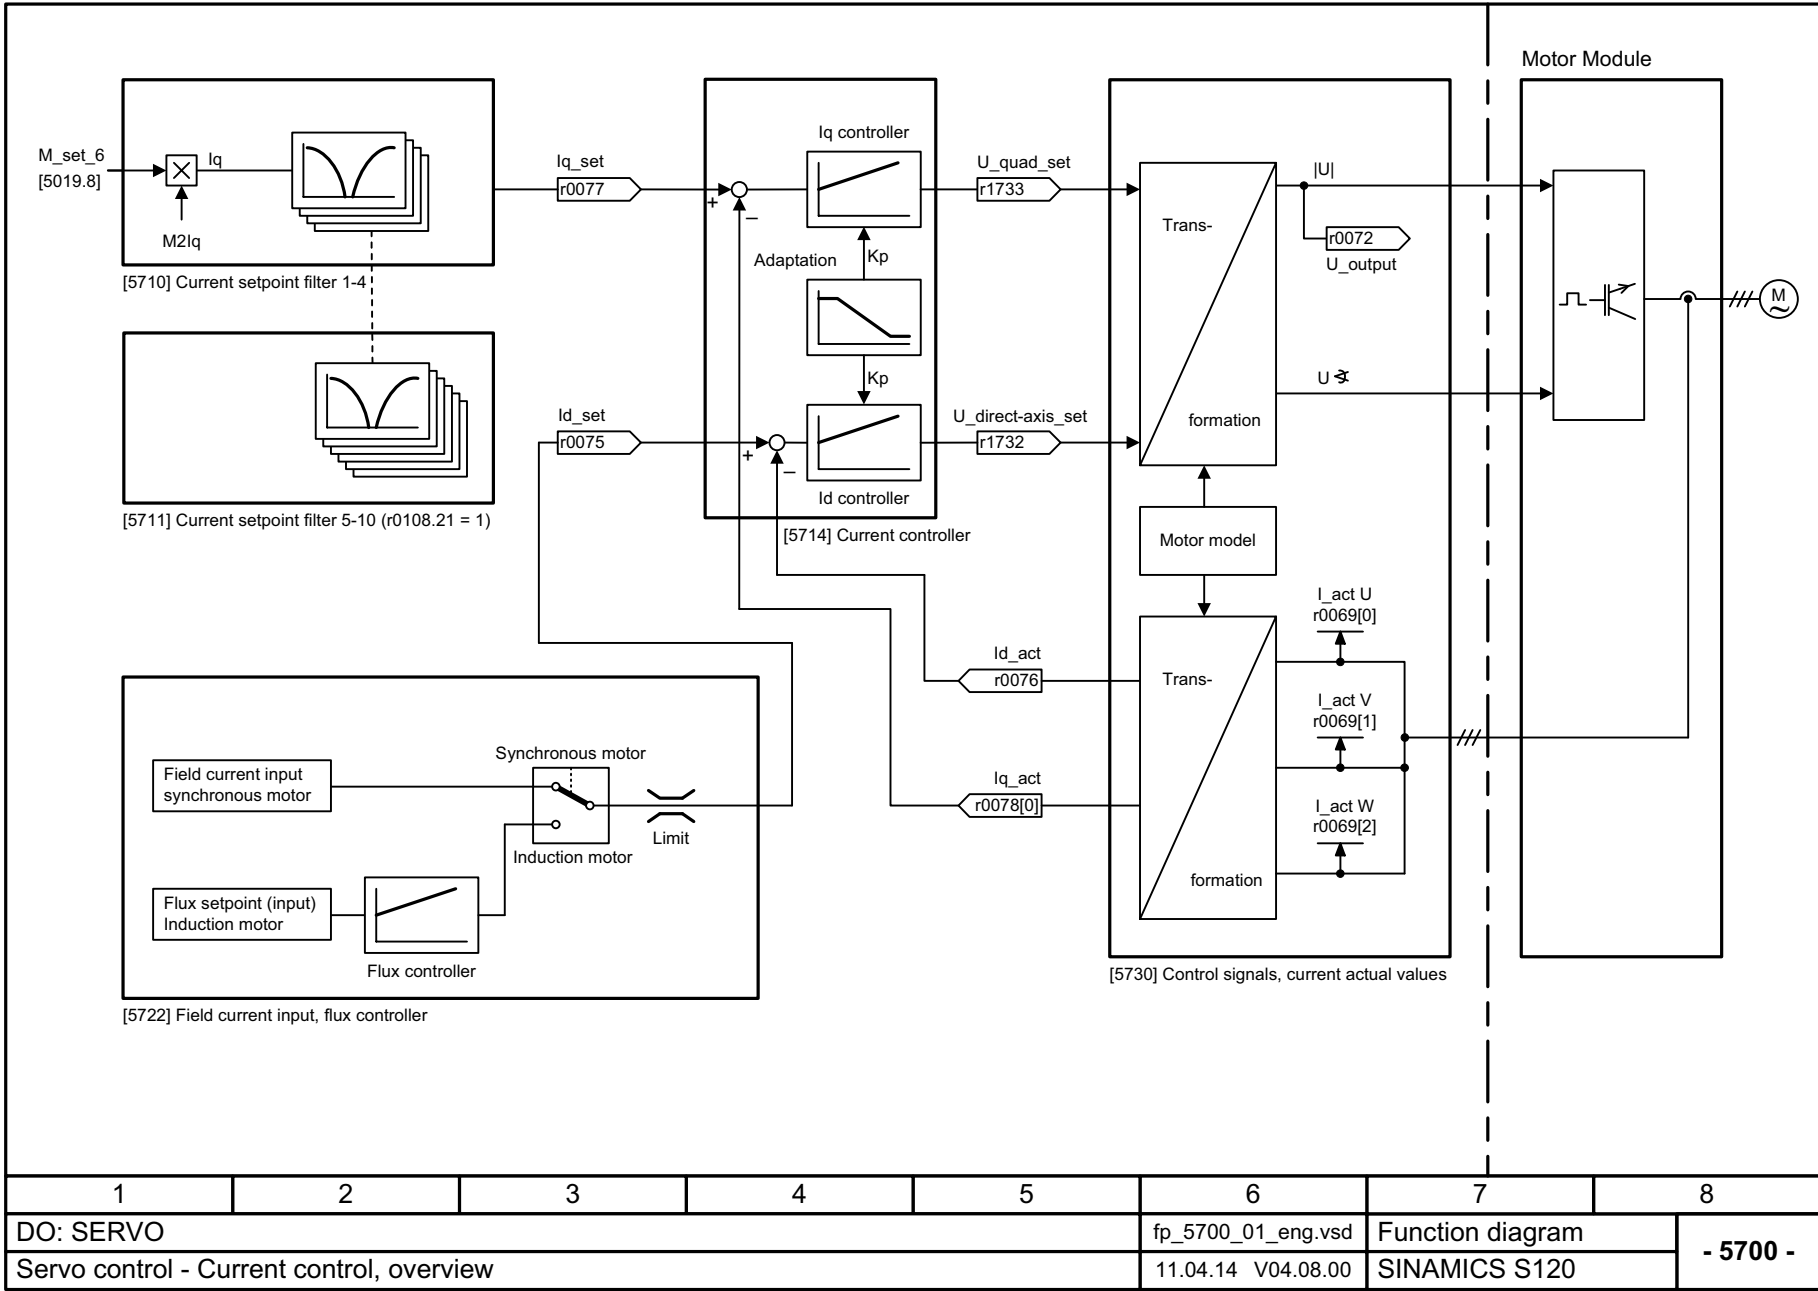 Motor Module
M_set_6
[5019.8]
Iq
M2Iq
[5710] Current setpoint filter 1-4
Iq_set
r0077
+
–
Iq controller
Adaptation
Kp
Kp
Id controller
[5714] Current controller
U_quad_set
r1733
Trans-
formation
|U|
r0072
U_output
U ∢
M
~
[5711] Current setpoint filter 5-10 (r0108.21 = 1)
Id_set
r0075
+
–
U_direct-axis_set
r1732
Motor model
Id_act
r0076
Iq_act
r0078[0]
Trans-
formation
I_act U
r0069[0]
I_act V
r0069[1]
I_act W
r0069[2]
[5730] Control signals, current actual values
Field current input
synchronous motor
Synchronous motor
Induction motor
Limit
Flux setpoint (input)
Induction motor
Flux controller
[5722] Field current input, flux controller
1 2 3 4 5 6 7 8
DO: SERVO
fp_5700_01_eng.vsd
Function diagram
- 5700 -
Servo control - Current control, overview
11.04.14 V04.08.00
SINAMICS S120